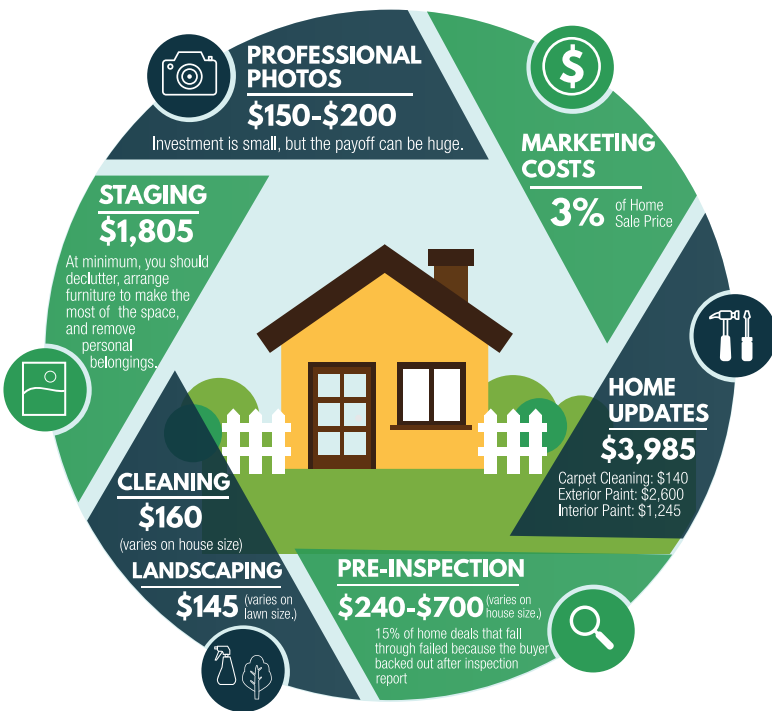 PROFESSIONAL
PHOTOS
$150-$200
Investment is small, but the payoff can be huge.
$
MARKETING
COSTS
3% of Home
Sale Price
STAGING
$1,805
At minimum, you should
declutter, arrange
furniture to make the
most of the space,
and remove
personal
belongings.
HOME
UPDATES
$3,985
Carpet Cleaning: $140
Exterior Paint: $2,600
Interior Paint: $1,245
CLEANING
$160
(varies on house size)
LANDSCAPING
$145 (varies on
lawn size.)
PRE-INSPECTION
$240-$700 (varies on
house size.)
15% of home deals that fall
through failed because the buyer
backed out after inspection
report